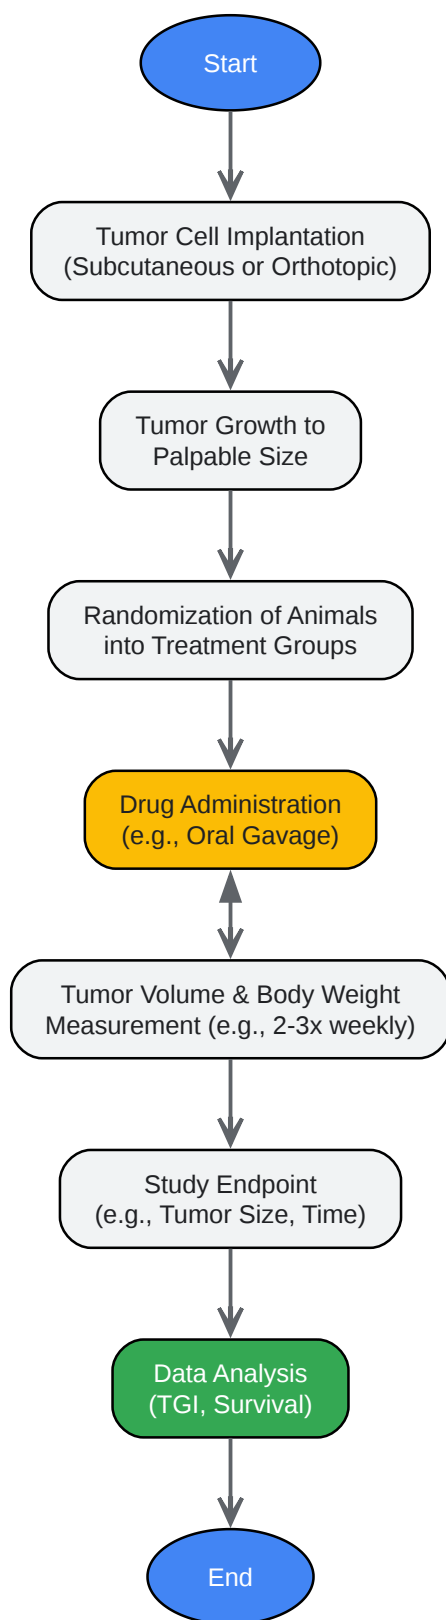 Start
Tumor Cell Implantation
(Subcutaneous or Orthotopic)
Tumor Growth to
Palpable Size
Randomization of Animals
into Treatment Groups
Drug Administration
(e.g., Oral Gavage)
Tumor Volume & Body Weight
Measurement (e.g., 2-3x weekly)
Study Endpoint
(e.g., Tumor Size, Time)
Data Analysis
(TGI, Survival)
End